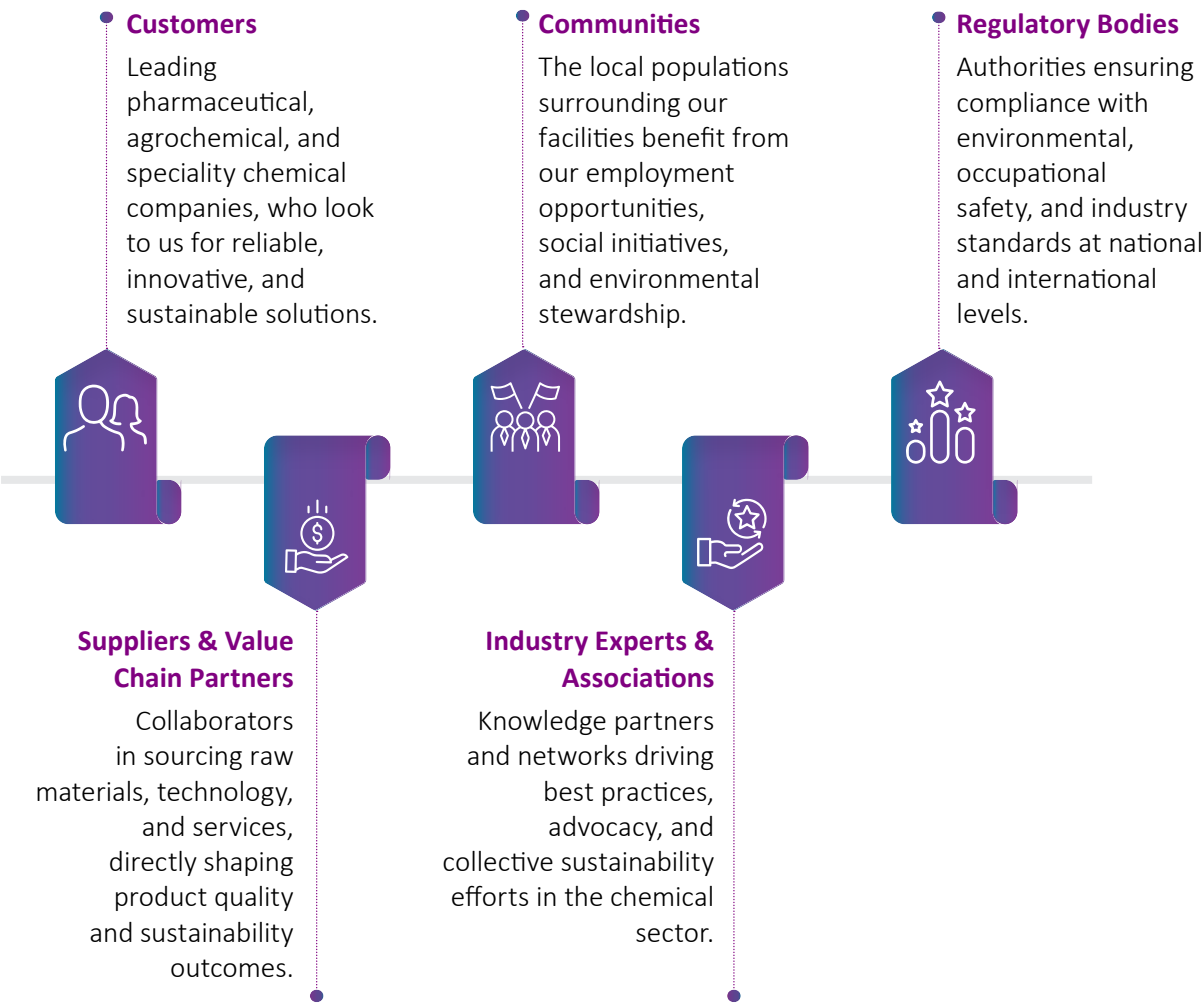 Customers
Leading
pharmaceutical,
agrochemical, and
speciality chemical
companies, who look
to us for reliable,
innovative, and
sustainable solutions.
Communities
The local populations
surrounding our
facilities benefit from
our employment
opportunities,
social initiatives,
and environmental
stewardship.
Regulatory Bodies
Authorities ensuring
compliance with
environmental,
occupational
safety, and industry
standards at national
and international
levels.
$
Suppliers & Value
Chain Partners
Collaborators
in sourcing raw
materials, technology,
and services,
directly shaping
product quality
and sustainability
outcomes.
Industry Experts &
Associations
Knowledge partners
and networks driving
best practices,
advocacy, and
collective sustainability
efforts in the chemical
sector.